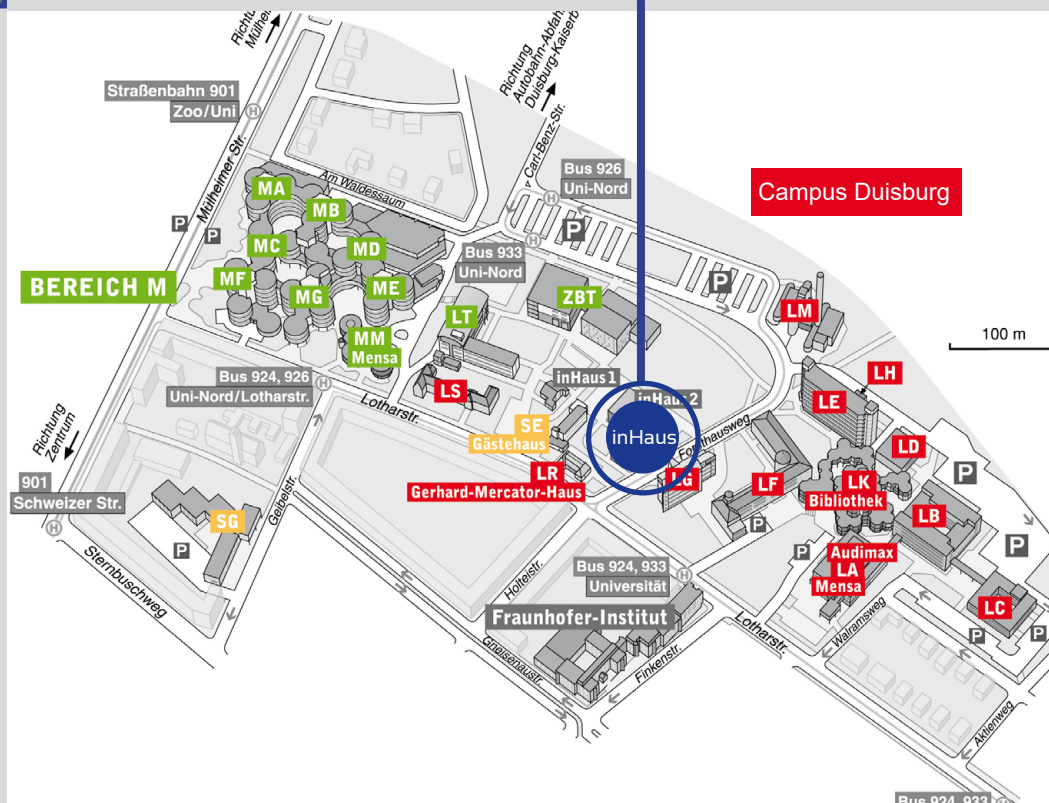 Richtung
Mülheim
Richtung
Autobahn-Abfahrt
Duisburg-Kaiserb
Straßenbahn 901
Zoo/Uni
H
Mülheimer Str.
Carl-Benz-Str.
Am Waldessaum
Bus 926
Uni-Nord
H
Campus Duisburg
MA
MB
P
P
P
MC
MD
Bus 933
Uni-Nord
H
BEREICH M
MF
ME
MG
ZBT
P
LT
LM
100 m
MM
Mensa
Bus 924, 926
Uni-Nord/Lotharstr.
H
inHaus 1
LH
LS
Lotharstr.
inHaus 2
LE
Richtung
Zentrum
SE
Gästehaus
inHaus
Forsthausweg
LD
901
Schweizer Str.
H
LR
Gerhard-Mercator-Haus
LG
LF
LK
Bibliothek
P
SG
Geibelstr.
P
LB
P
P
P
Audimax
LA
Mensa
Sternbuschweg
Holteistr.
Bus 924, 933
Universität
H
LC
Fraunhofer-Institut
Lotharstr.
Walramsweg
P
P
Gneisenaustr.
Finkenstr.
Aktienweg
Bus 924, 933
H